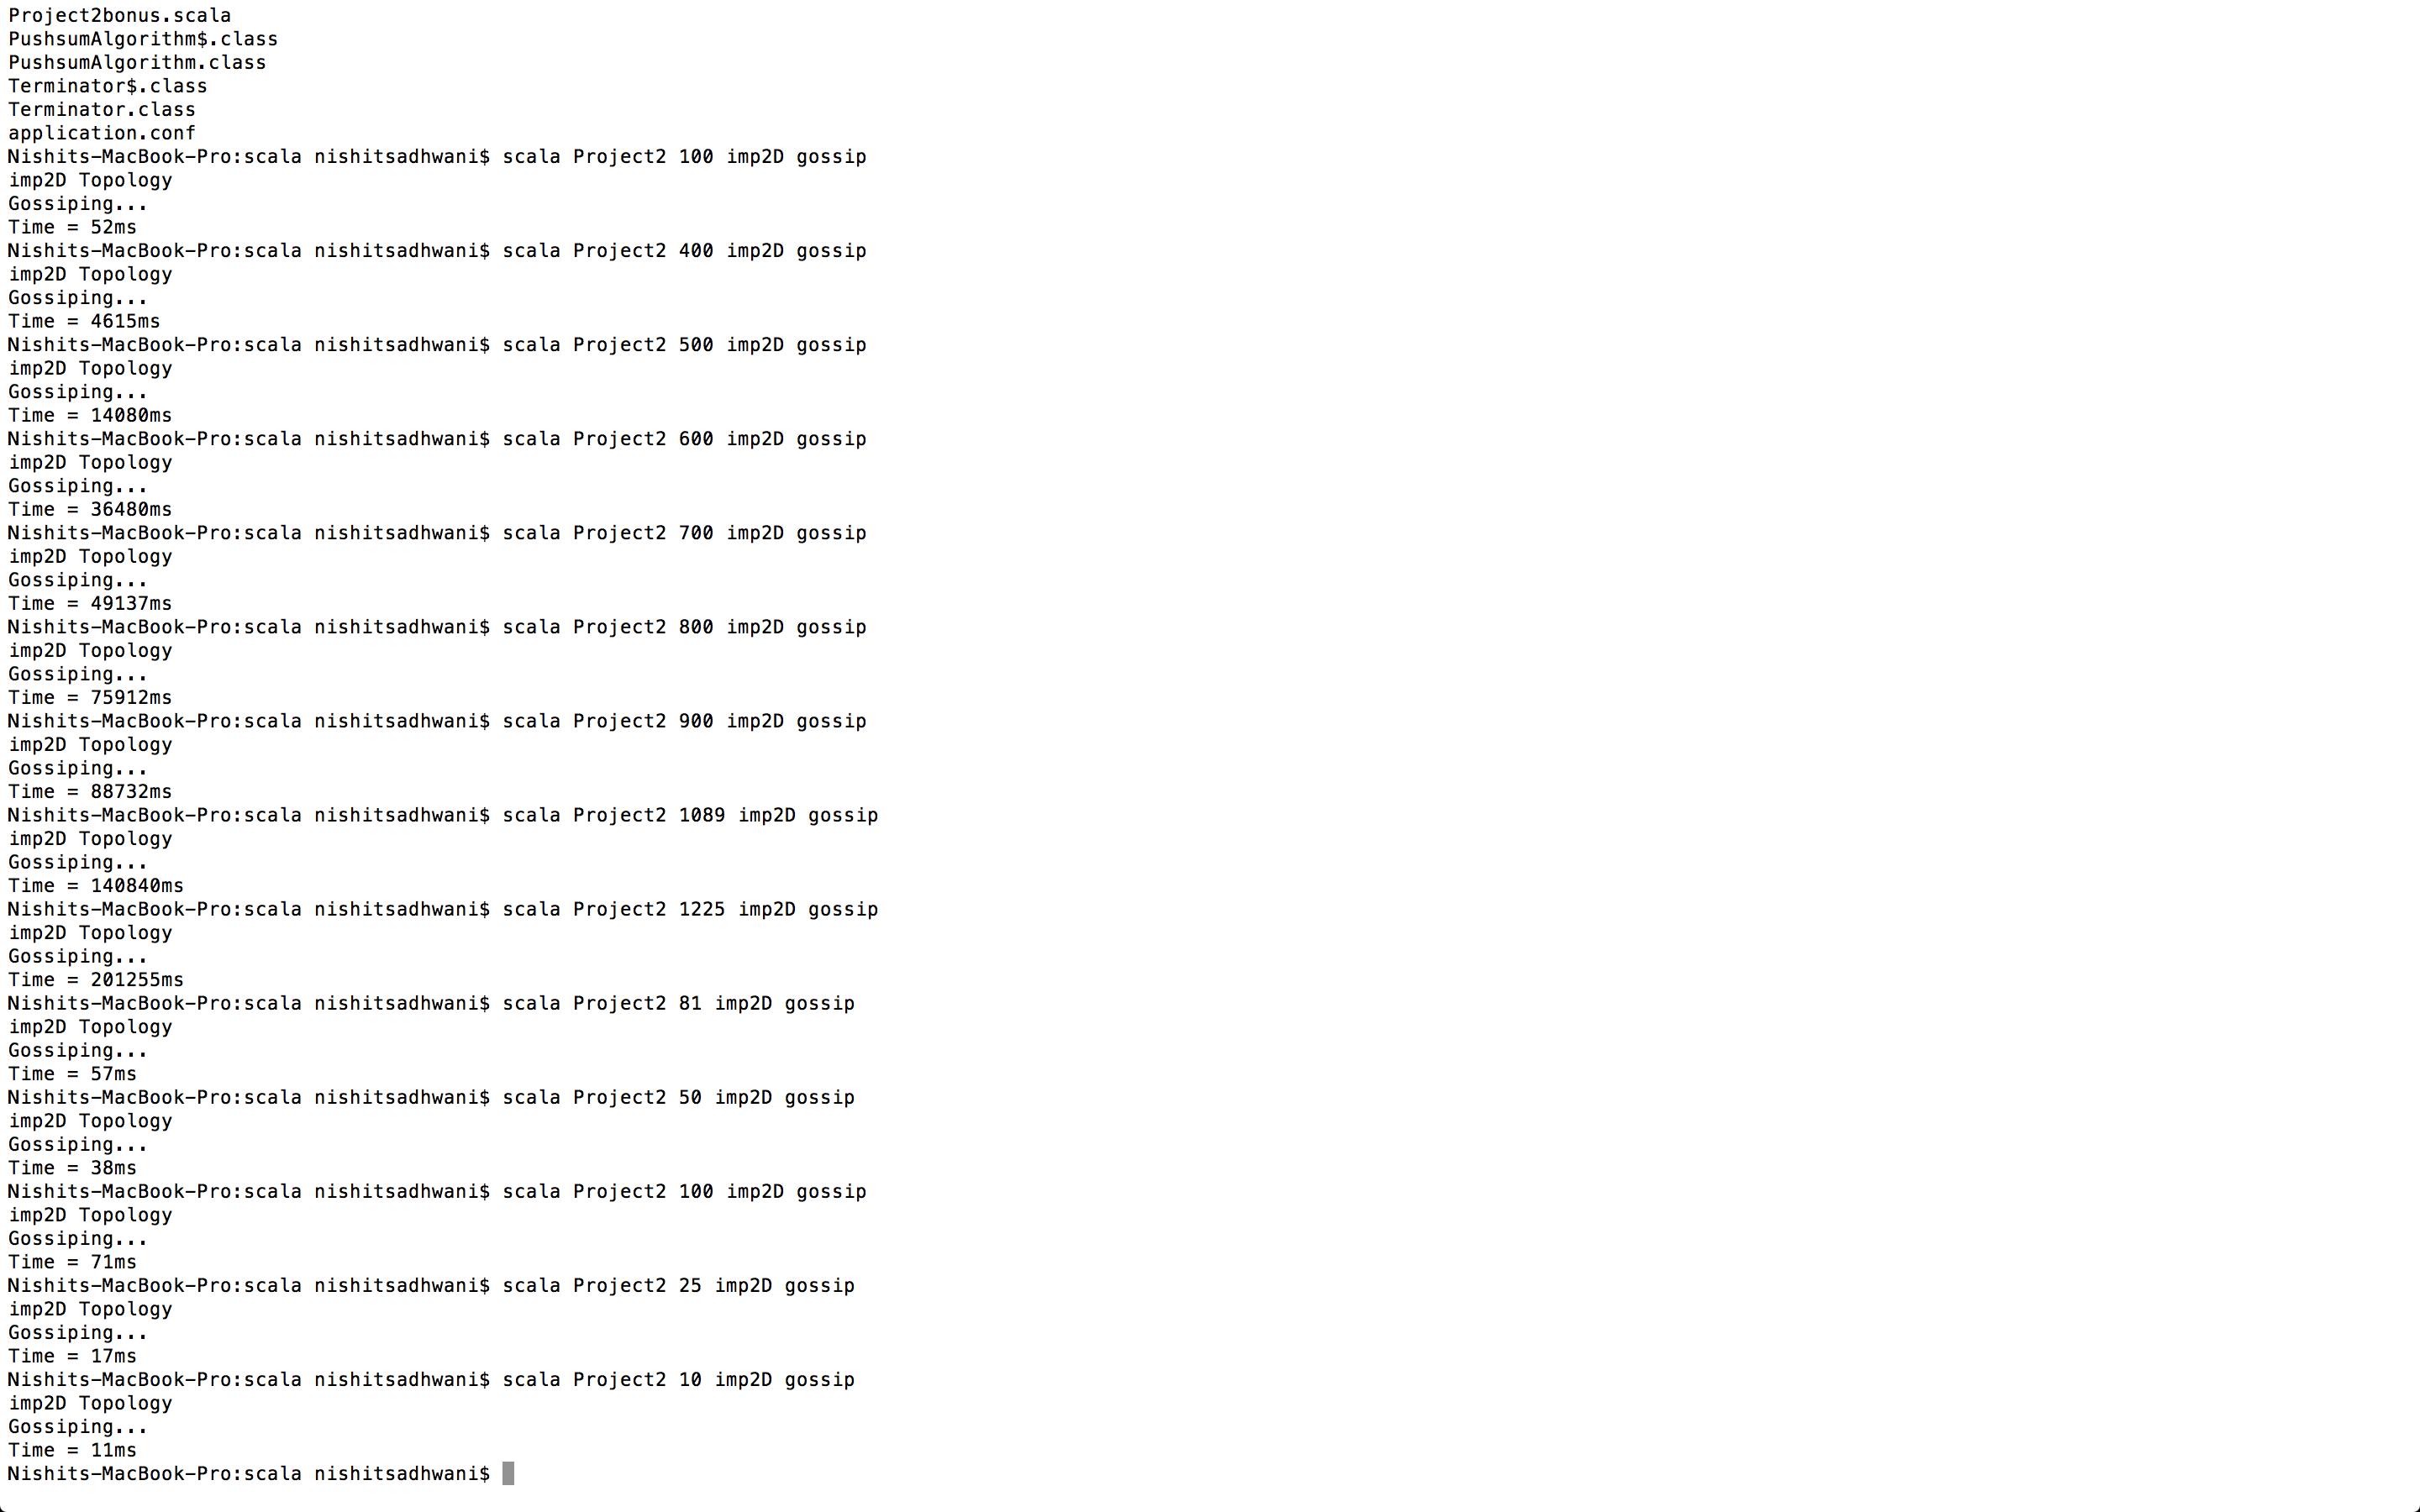 Project2bonus.scala
PushsumAlgorithm$.class
PushsumAlgorithm.class
Terminator$.class
Terminator.class
application.conf
Nishits-MacBook-Pro:scala nishitsadhwani$ scala Project2 100 imp2D gossip
imp2D Topology
Gossiping...
Time = 52ms
Nishits-MacBook-Pro:scala nishitsadhwani$ scala Project2 400 imp2D gossip
imp2D Topology
Gossiping...
Time = 4615ms
Nishits-MacBook-Pro:scala nishitsadhwani$ scala Project2 500 imp2D gossip
imp2D Topology
Gossiping...
Time = 14080ms
Nishits-MacBook-Pro:scala nishitsadhwani$ scala Project2 600 imp2D gossip
imp2D Topology
Gossiping...
Time = 36480ms
Nishits-MacBook-Pro:scala nishitsadhwani$ scala Project2 700 imp2D gossip
imp2D Topology
Gossiping...
Time = 49137ms
Nishits-MacBook-Pro:scala nishitsadhwani$ scala Project2 800 imp2D gossip
imp2D Topology
Gossiping...
Time = 75912ms
Nishits-MacBook-Pro:scala nishitsadhwani$ scala Project2 900 imp2D gossip
imp2D Topology
Gossiping...
Time = 88732ms
Nishits-MacBook-Pro:scala nishitsadhwani$ scala Project2 1089 imp2D gossip
imp2D Topology
Gossiping...
Time = 140840ms
Nishits-MacBook-Pro:scala nishitsadhwani$ scala Project2 1225 imp2D gossip
imp2D Topology
Gossiping...
Time = 201255ms
Nishits-MacBook-Pro:scala nishitsadhwani$ scala Project2 81 imp2D gossip
imp2D Topology
Gossiping...
Time = 57ms
Nishits-MacBook-Pro:scala nishitsadhwani$ scala Project2 50 imp2D gossip
imp2D Topology
Gossiping...
Time = 38ms
Nishits-MacBook-Pro:scala nishitsadhwani$ scala Project2 100 imp2D gossip
imp2D Topology
Gossiping...
Time = 71ms
Nishits-MacBook-Pro:scala nishitsadhwani$ scala Project2 25 imp2D gossip
imp2D Topology
Gossiping...
Time = 17ms
Nishits-MacBook-Pro:scala nishitsadhwani$ scala Project2 10 imp2D gossip
imp2D Topology
Gossiping...
Time = 11ms
Nishits-MacBook-Pro:scala nishitsadhwani$